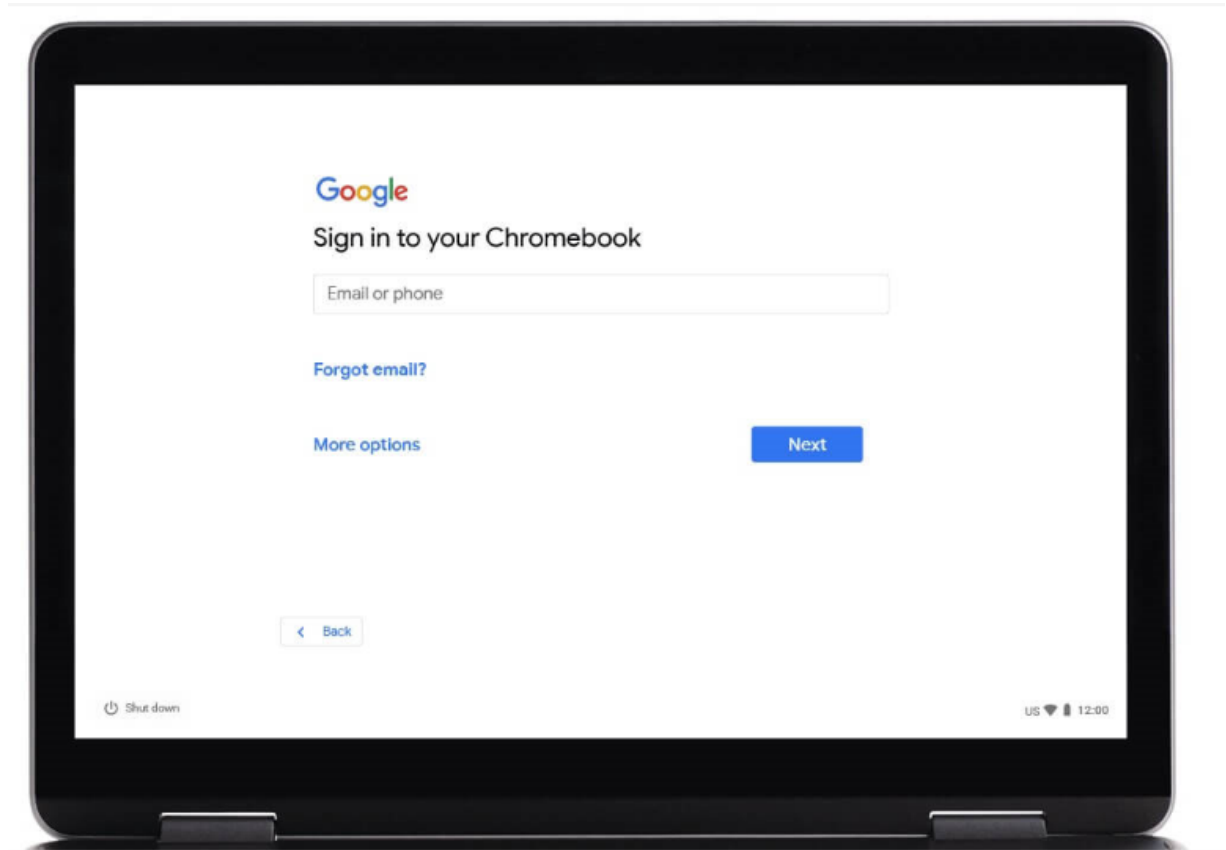 Google
Sign in to your Chromebook
Email or phone
Forgot email?
More options
Next
Back
Shut down
US 12:00